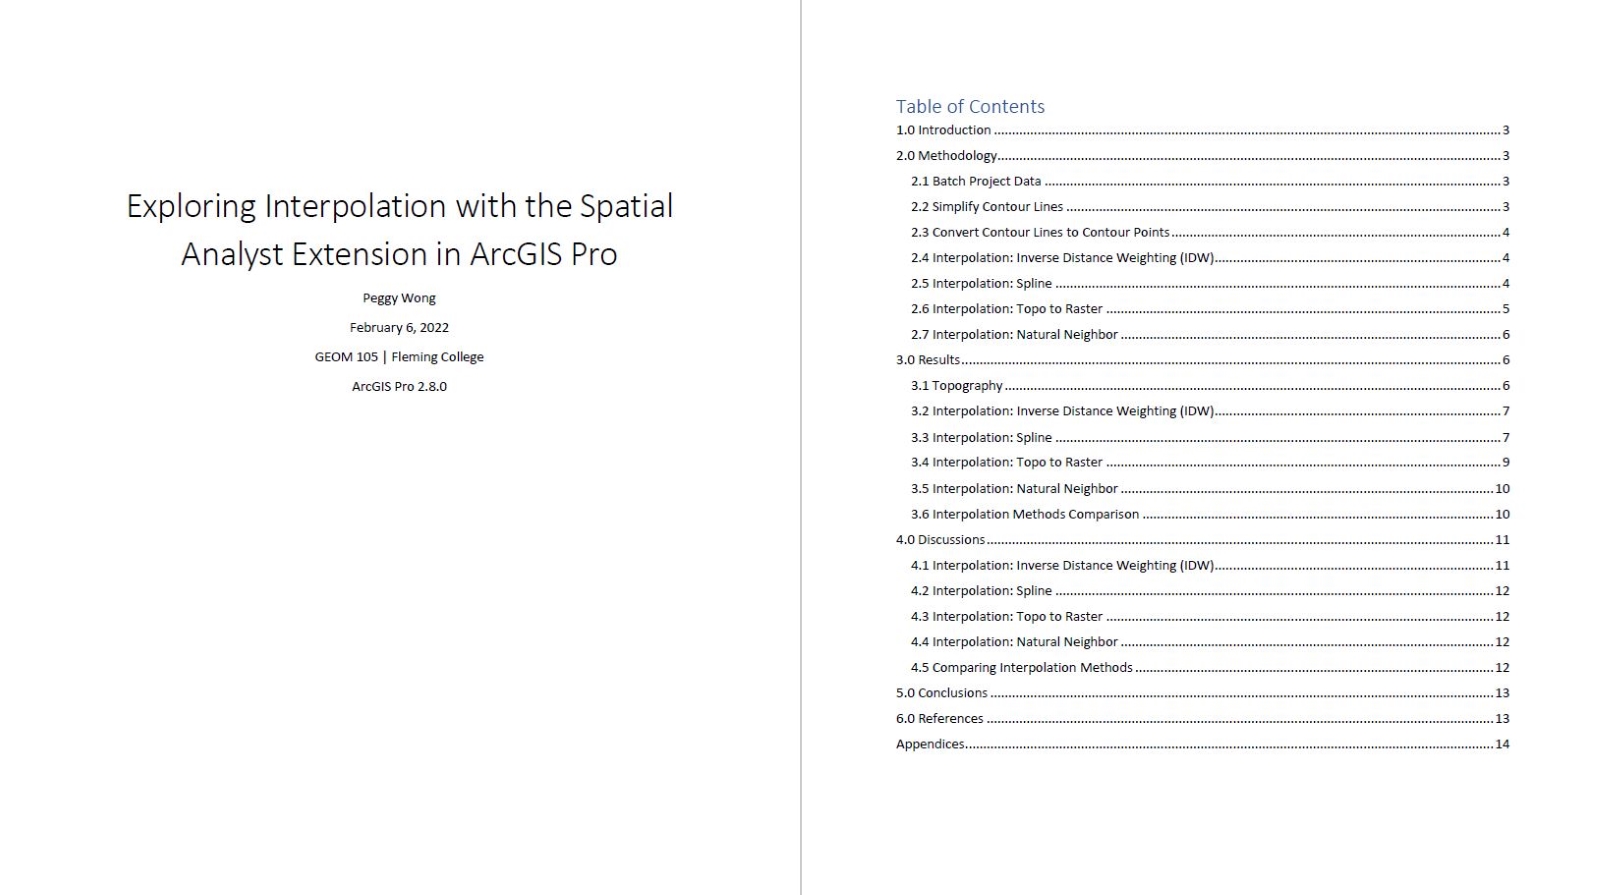 Exploring Interpolation with the Spatial
Analyst Extension in ArcGIS Pro
Peggy Wong
February 6, 2022
GEOM 105 | Fleming College
ArcGIS Pro 2.8.0
Table of Contents
1.0 Introduction ........ 3
2.0 Methodology ........ 3
2.1 Batch Project Data ........ 3
2.2 Simplify Contour Lines ........ 3
2.3 Convert Contour Lines to Contour Points ........ 4
2.4 Interpolation: Inverse Distance Weighting (IDW) ........ 4
2.5 Interpolation: Spline ........ 4
2.6 Interpolation: Topo to Raster ........ 5
2.7 Interpolation: Natural Neighbor ........ 6
3.0 Results ........ 6
3.1 Topography ........ 6
3.2 Interpolation: Inverse Distance Weighting (IDW) ........ 7
3.3 Interpolation: Spline ........ 7
3.4 Interpolation: Topo to Raster ........ 9
3.5 Interpolation: Natural Neighbor ........ 10
3.6 Interpolation Methods Comparison ........ 10
4.0 Discussions ........ 11
4.1 Interpolation: Inverse Distance Weighting (IDW) ........ 11
4.2 Interpolation: Spline ........ 12
4.3 Interpolation: Topo to Raster ........ 12
4.4 Interpolation: Natural Neighbor ........ 12
4.5 Comparing Interpolation Methods ........ 12
5.0 Conclusions ........ 13
6.0 References ........ 13
Appendices ........ 14